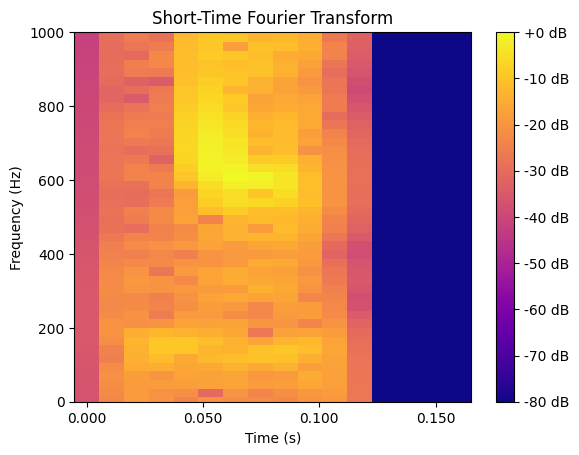 Short-Time Fourier Transform
1000
800
600
400
200
0
Frequency (Hz)
0.000
0.050
0.100
0.150
Time (s)
+0 dB
-10 dB
-20 dB
-30 dB
-40 dB
-50 dB
-60 dB
-70 dB
-80 dB